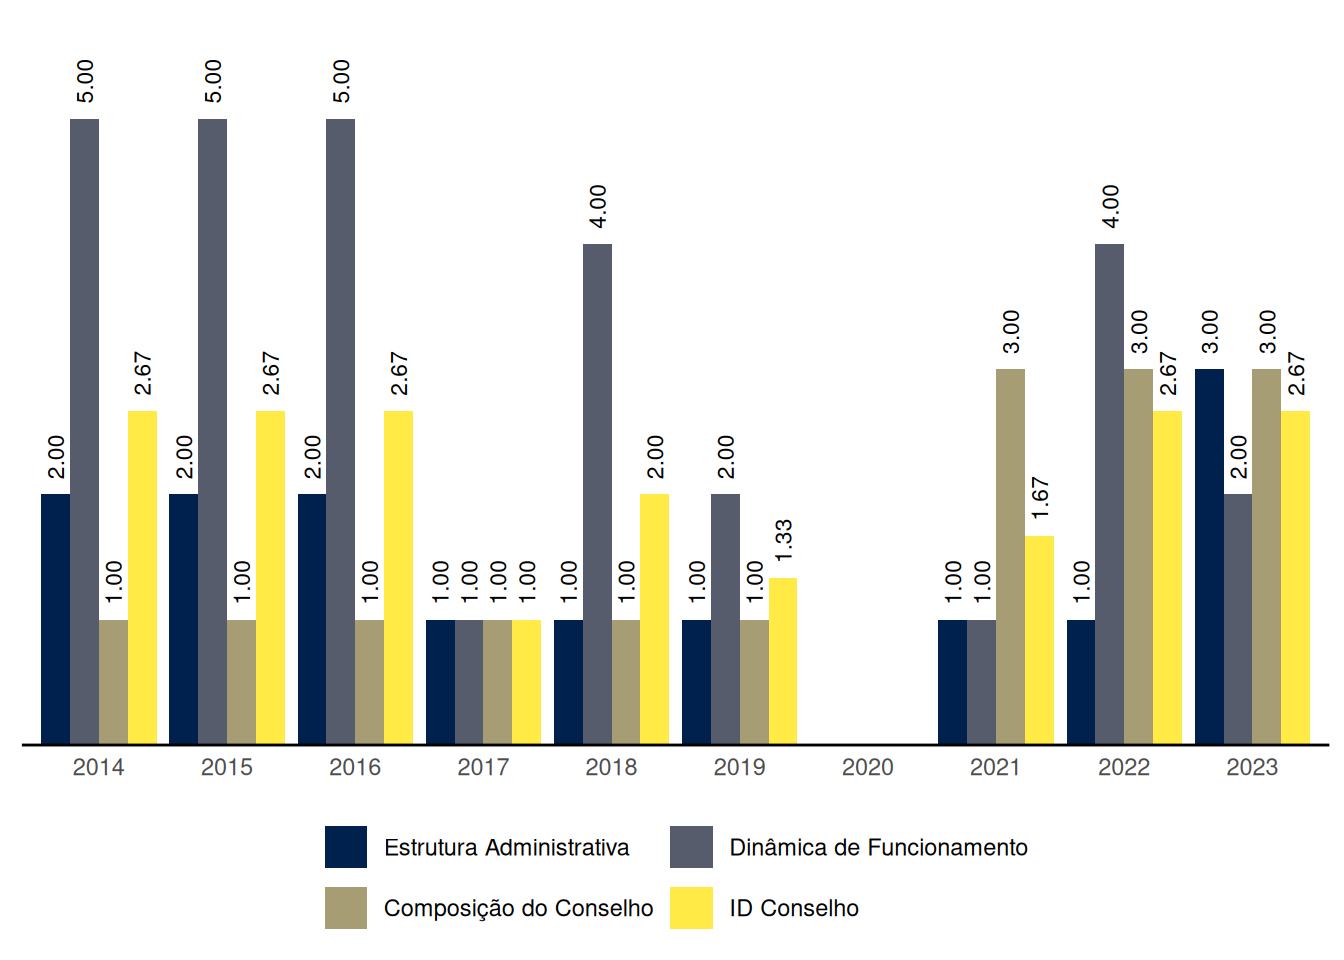 5.00 5.00 5.00
4.00 4.00
3.00 3.00 3.00 3.00
2.67 2.67 2.67 2.67 2.67
2.00 2.00 2.00 2.00 2.00 2.00
1.67
1.33
1.00 1.00 1.00 1.00 1.00 1.00 1.00 1.00 1.00 1.00 1.00 1.00 1.00 1.00
2014 2015 2016 2017 2018 2019 2020 2021 2022 2023
Estrutura Administrativa Dinâmica de Funcionamento
Composição do Conselho ID Conselho